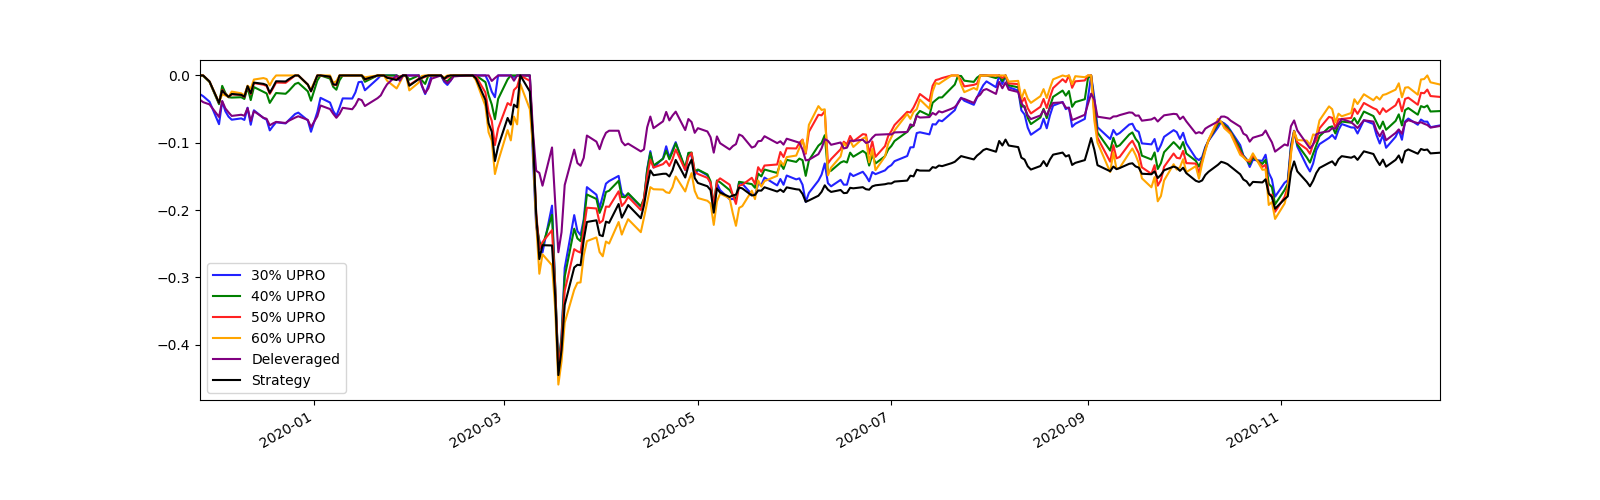 0.0
−0.1
−0.2
−0.3
−0.4
30% UPRO
40% UPRO
50% UPRO
60% UPRO
Deleveraged
Strategy
2020-01
2020-03
2020-05
2020-07
2020-09
2020-11